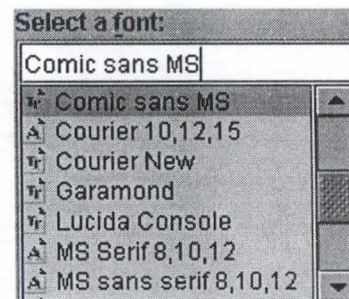 Select a font:
Comic sans MS
Comic sans MS
Courier 10,12,15
Courier New
Garamond
Lucida Console
MS Serif 8,10,12
MS sans serif 8,10,12